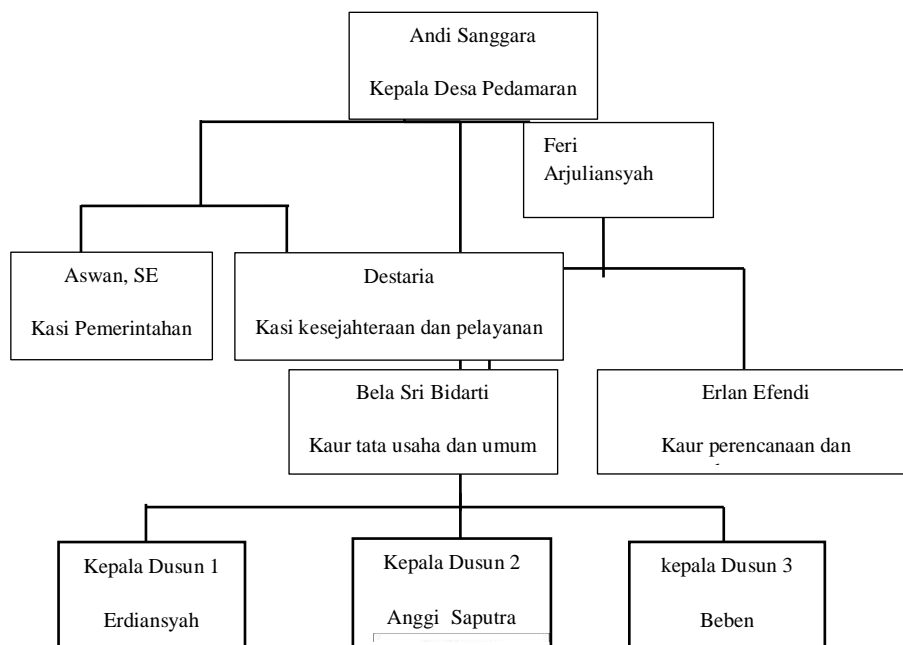 Andi Sanggara
Kepala Desa Pedamaran
Feri
Arjuliansyah
Aswan, SE
Kasi Pemerintahan
Destaria
Kasi kesejahteraan dan pelayanan
Bela Sri Bidarti
Kaur tata usaha dan umum
Erlan Efendi
Kaur perencanaan dan
Kepala Dusun 1
Erdiansyah
Kepala Dusun 2
Anggi Saputra
kepala Dusun 3
Beben